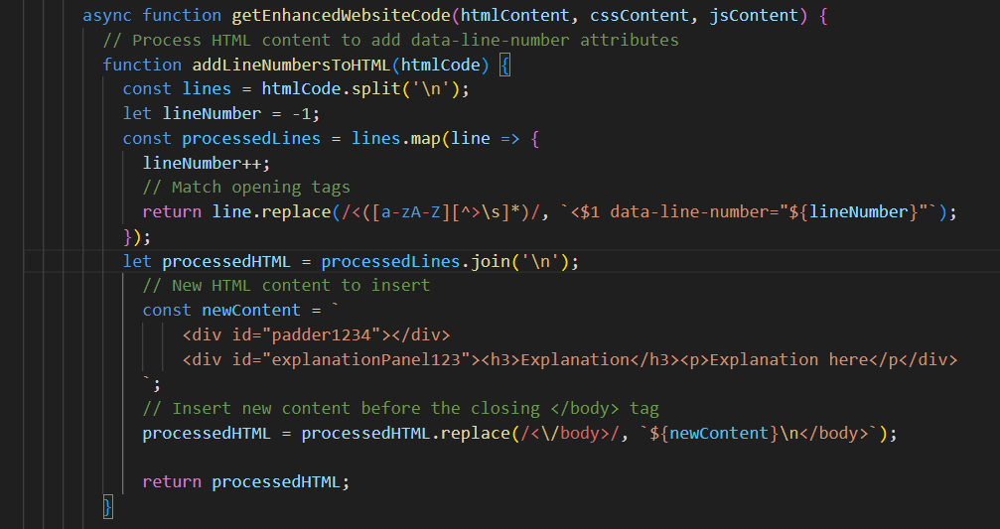 async function getEnhancedWebsiteCode(htmlContent, cssContent, jsContent) {
// Process HTML content to add data-line-number attributes
function addLineNumbersToHTML(htmlCode) {
const lines = htmlCode.split('\n');
let lineNumber = -1;
const processedLines = lines.map(line => {
lineNumber++;
// Match opening tags
return line.replace(/<([a-zA-Z][^>\s]*)/, `<$1 data-line-number="${lineNumber}"`);
});
let processedHTML = processedLines.join('\n');
// New HTML content to insert
const newContent = `
<div id="padder1234"></div>
<div id="explanationPanel123"><h3>Explanation</h3><p>Explanation here</p</div>
`;
// Insert new content before the closing </body> tag
processedHTML = processedHTML.replace(/<\/body>/, `${newContent}\n</body>`);
return processedHTML;
}